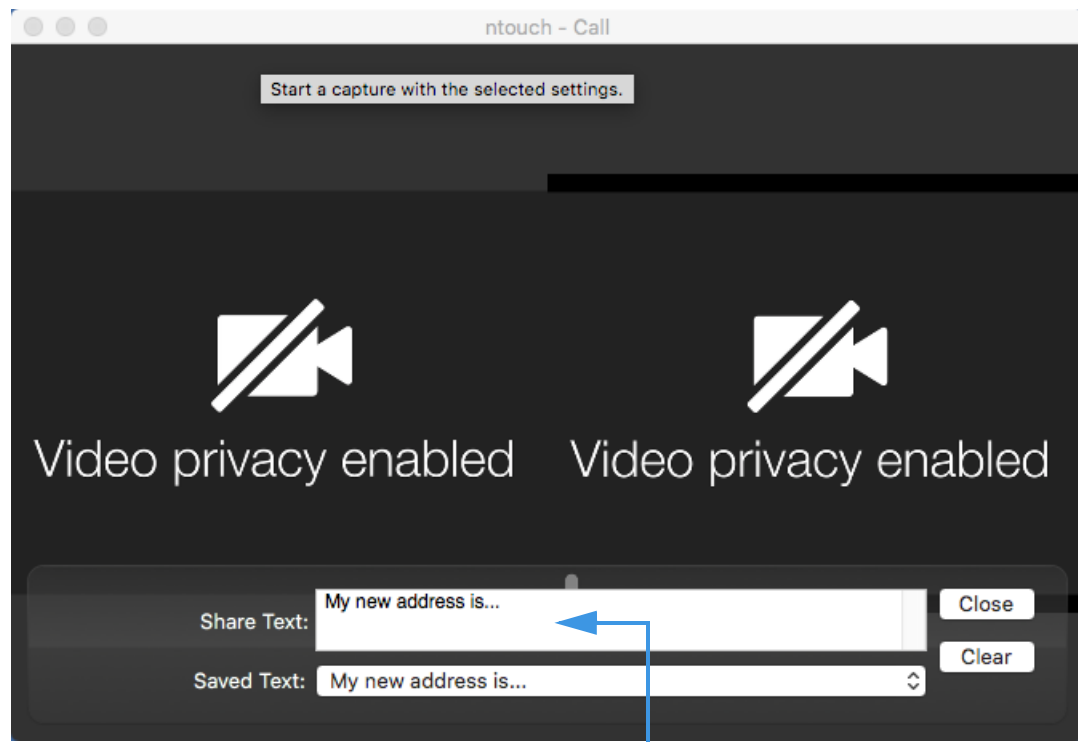 ntouch - Call
Start a capture with the selected settings.
Video privacy enabled
Video privacy enabled
Share Text:
My new address is...
Close
Clear
Saved Text:
My new address is...